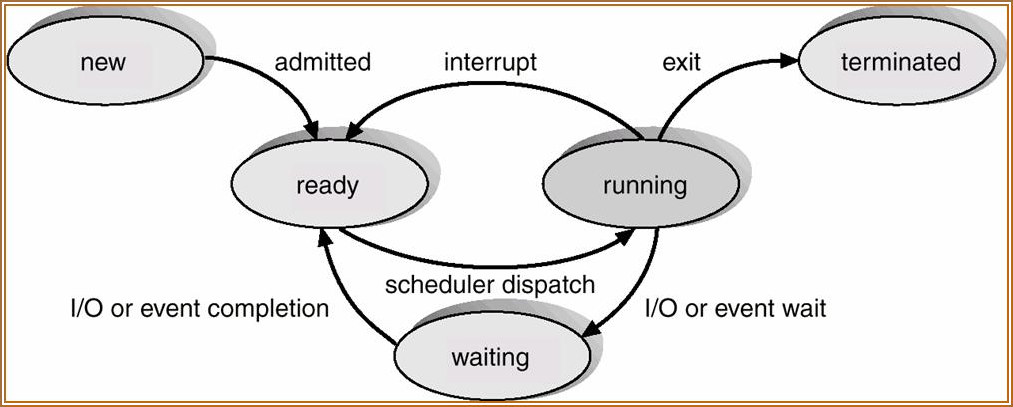 new
admitted
interrupt
exit
terminated
ready
running
scheduler dispatch
I/O or event completion
I/O or event wait
waiting